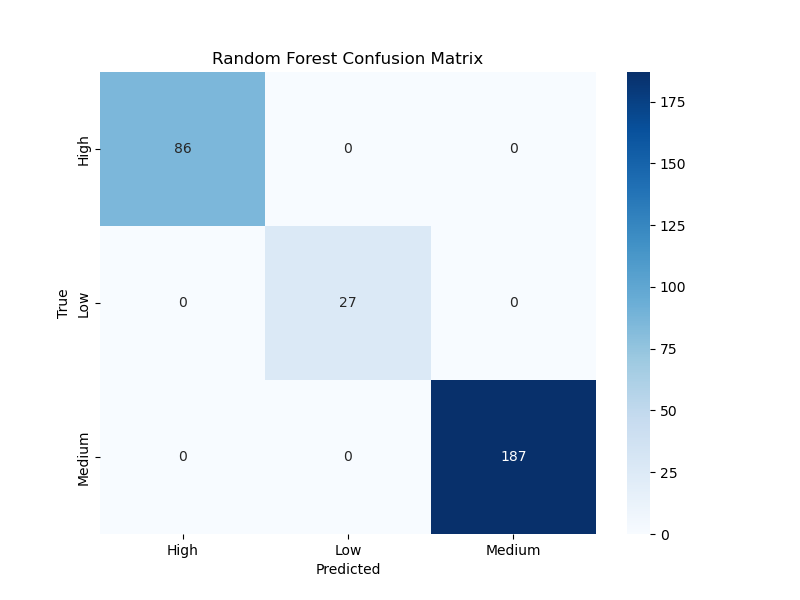 Random Forest Confusion Matrix
True
High
Low
Medium
86 0 0
0 27 0
0 0 187
High Low Medium
Predicted
175
150
125
100
75
50
25
0